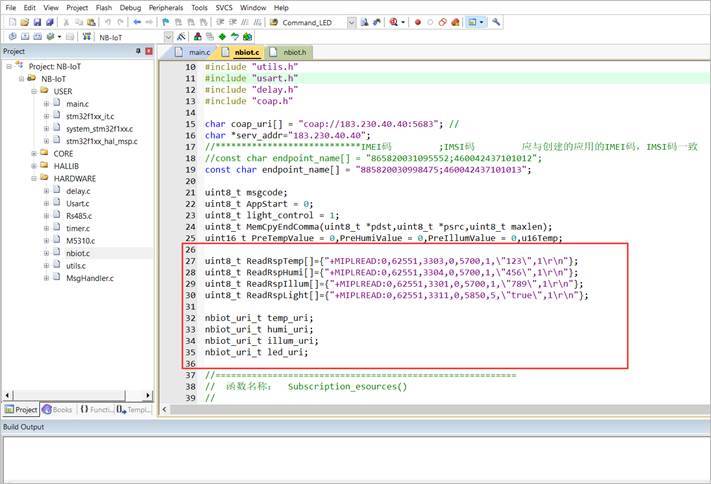 File Edit View Project Flash Debug Peripherals Tools SVCS Window Help
Command_LED
NB-IoT
Project
Project: NB-IoT
NB-IoT
USER
main.c
stm32f1xx_it.c
system_stm32f1xx.c
stm32f1xx_hal_msp.c
CORE
HALLIB
HARDWARE
delay.c
Usart.c
Rs485.c
timer.c
M5310.c
nbiot.c
utils.c
MsgHandler.c
Project Books Functi... Templ...
main.c nbiot.c nbiot.h
10 #include "utils.h"
11 #include "usart.h"
12 #include "delay.h"
13 #include "coap.h"
14
15 char coap_uri[] = "coap://183.230.40.40:5683"; //
16 char *serv_addr="183.230.40.40";
17 //****************************IMEI码 ;IMSI码 应与创建的应用的IMEI码，IMSI码一致
18 //const char endpoint_name[] = "865820031095552;460042437101012";
19 const char endpoint_name[] = "885820030998475;460042437101013";
20
21 uint8_t msgcode;
22 uint8_t AppStart = 0;
23 uint8_t light_control = 1;
24 uint8_t MemCpyEndComma(uint8_t *pdst,uint8_t *psrc,uint8_t maxlen);
25 uint16_t PreTempValue = 0,PreHumiValue = 0,PreIllumValue = 0,u16Temp;
26
27 uint8_t ReadRspTemp[]={"+MIPLREAD:0,62551,3303,0,5700,1,\"123\",1\r\n"};
28 uint8_t ReadRspHumi[]={"+MIPLREAD:0,62551,3304,0,5700,1,\"456\",1\r\n"};
29 uint8_t ReadRspIllum[]={"+MIPLREAD:0,62551,3301,0,5700,1,\"789\",1\r\n"};
30 uint8_t ReadRspLight[]={"+MIPLREAD:0,62551,3311,0,5850,5,\"true\",1\r\n"};
31
32 nbiot_uri_t temp_uri;
33 nbiot_uri_t humi_uri;
34 nbiot_uri_t illum_uri;
35 nbiot_uri_t led_uri;
36
37 //=========================================================
38 // 函数名称： Subscription_esources()
39 //
Build Output